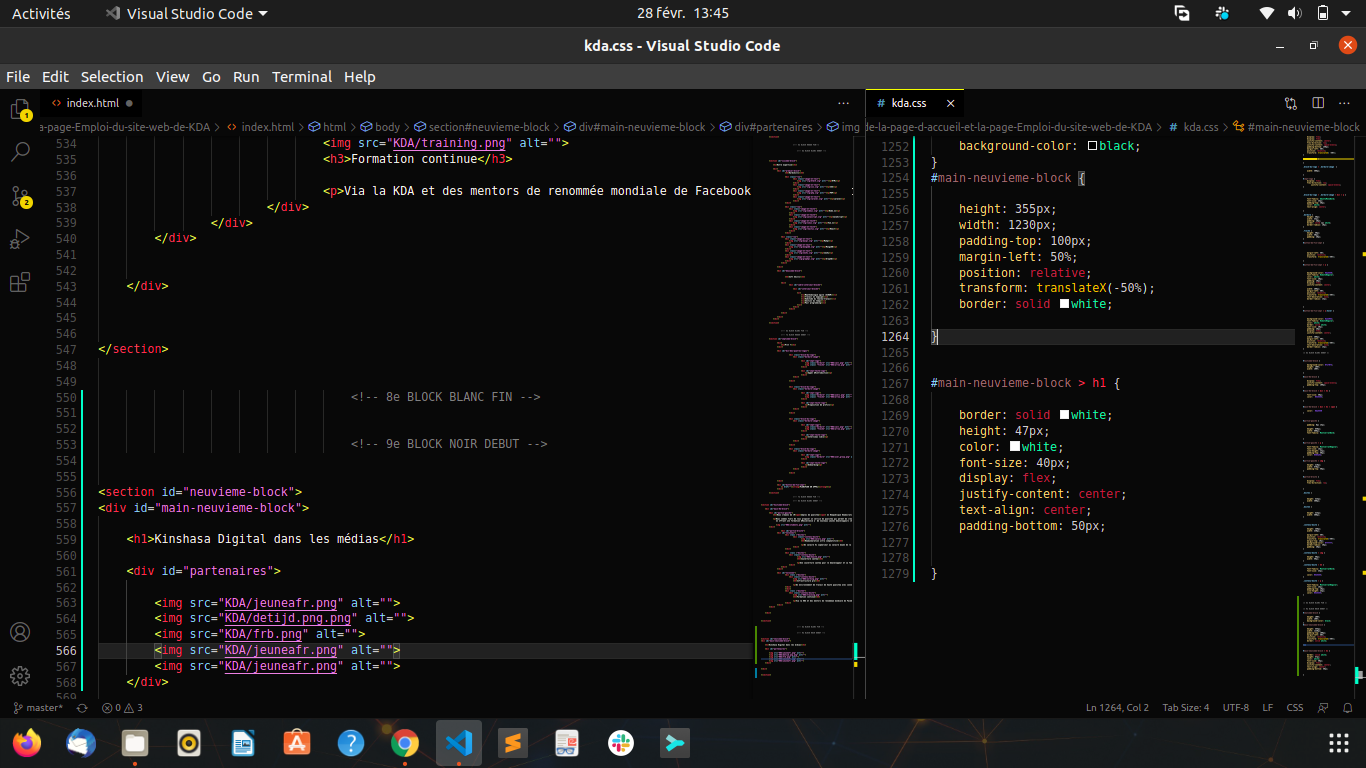 Activités
Visual Studio Code
28 févr. 13:45
kda.css - Visual Studio Code
File Edit Selection View Go Run Terminal Help
index.html
a-page-Emploi-du-site-web-de-KDA > index.html > html > body > section#neuvieme-block > div#main-neuvieme-block > div#partenaires > img
534 <img src="KDA/training.png" alt="">
535 <h3>Formation continue</h3>
536
537 <p>Via la KDA et des mentors de renommée mondiale de Facebook
538 </div>
539 </div>
540 </div>
541
542
543 </div>
544
545
546
547 </section>
548
549
550 <!-- 8e BLOCK BLANC FIN -->
551
552
553 <!-- 9e BLOCK NOIR DEBUT -->
554
555
556 <section id="neuvieme-block">
557 <div id="main-neuvieme-block">
558
559 <h1>Kinshasa Digital dans les médias</h1>
560
561 <div id="partenaires">
562
563 <img src="KDA/jeuneafr.png" alt="">
564 <img src="KDA/detijd.png.png" alt="">
565 <img src="KDA/frb.png" alt="">
566 <img src="KDA/jeuneafr.png" alt="">
567 <img src="KDA/jeuneafr.png" alt="">
568 </div>
569
kda.css
de-la-page-d-accueil-et-la-page-Emploi-du-site-web-de-KDA > kda.css > #main-neuvieme-block
1252 background-color: black;
1253 }
1254 #main-neuvieme-block {
1255
1256 height: 355px;
1257 width: 1230px;
1258 padding-top: 100px;
1259 margin-left: 50%;
1260 position: relative;
1261 transform: translateX(-50%);
1262 border: solid white;
1263
1264 }
1265
1266
1267 #main-neuvieme-block > h1 {
1268
1269 border: solid white;
1270 height: 47px;
1271 color: white;
1272 font-size: 40px;
1273 display: flex;
1274 justify-content: center;
1275 text-align: center;
1276 padding-bottom: 50px;
1277
1278
1279 }
1
2
master*
0 3
Ln 1264, Col 2 Tab Size: 4 UTF-8 LF CSS